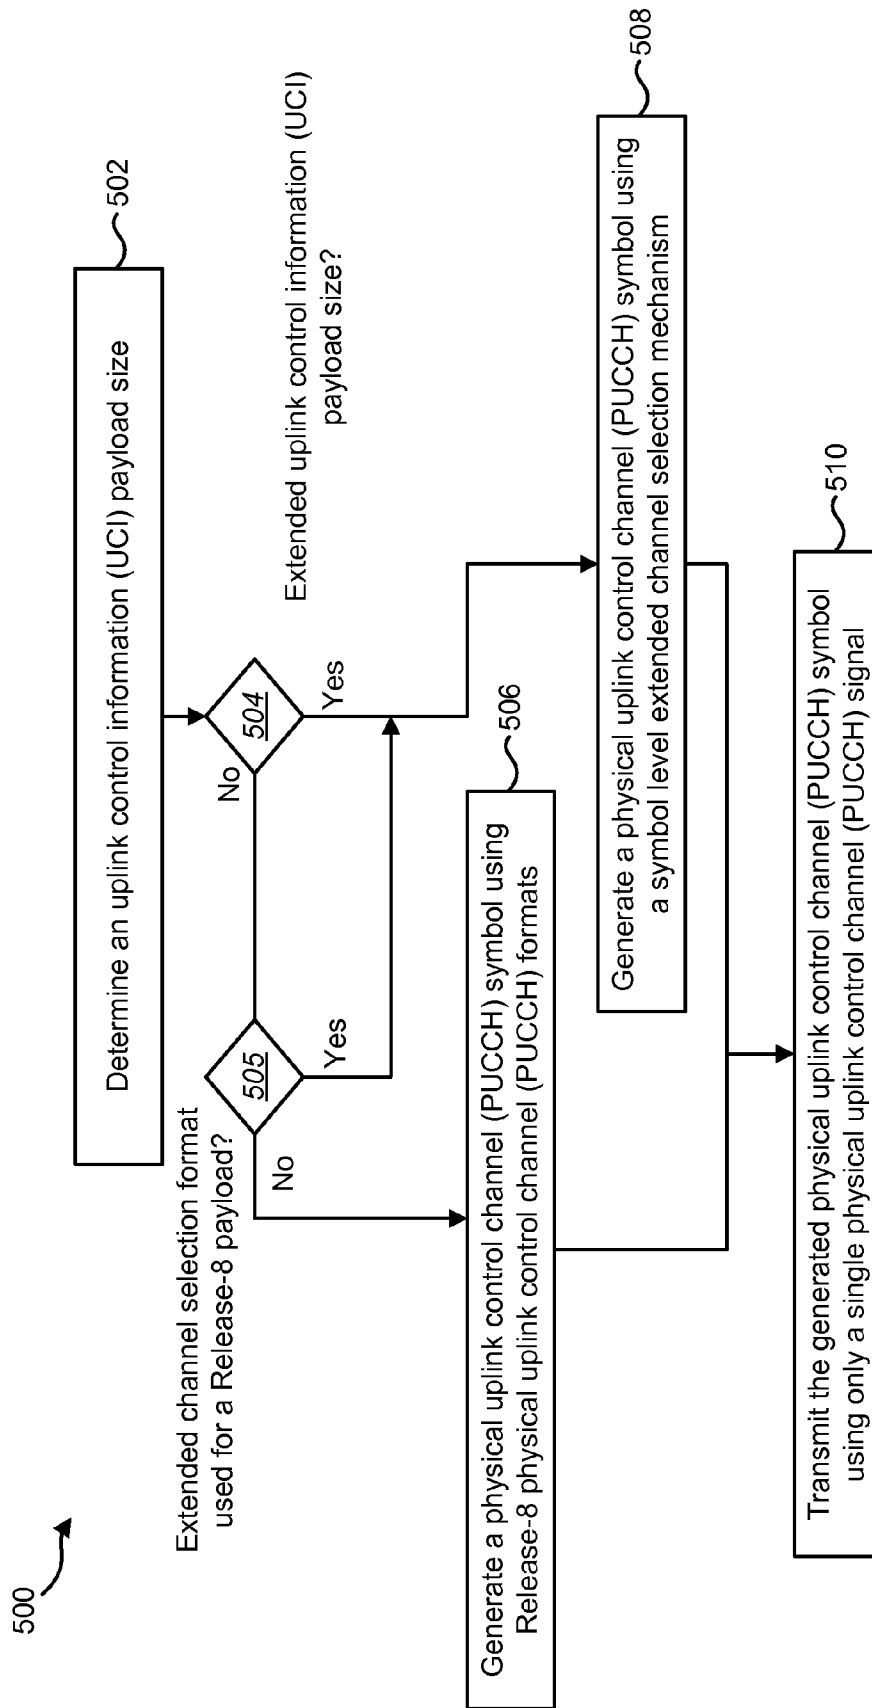 500
502
Determine an uplink control information (UCI) payload size
504
Extended uplink control information (UCI)
payload size?
No
Yes
Extended channel selection format
used for a Release-8 payload?
505
No
Yes
506
Generate a physical uplink control channel (PUCCH) symbol using
Release-8 physical uplink control channel (PUCCH) formats
508
Generate a physical uplink control channel (PUCCH) symbol using
a symbol level extended channel selection mechanism
510
Transmit the generated physical uplink control channel (PUCCH) symbol
using only a single physical uplink control channel (PUCCH) signal